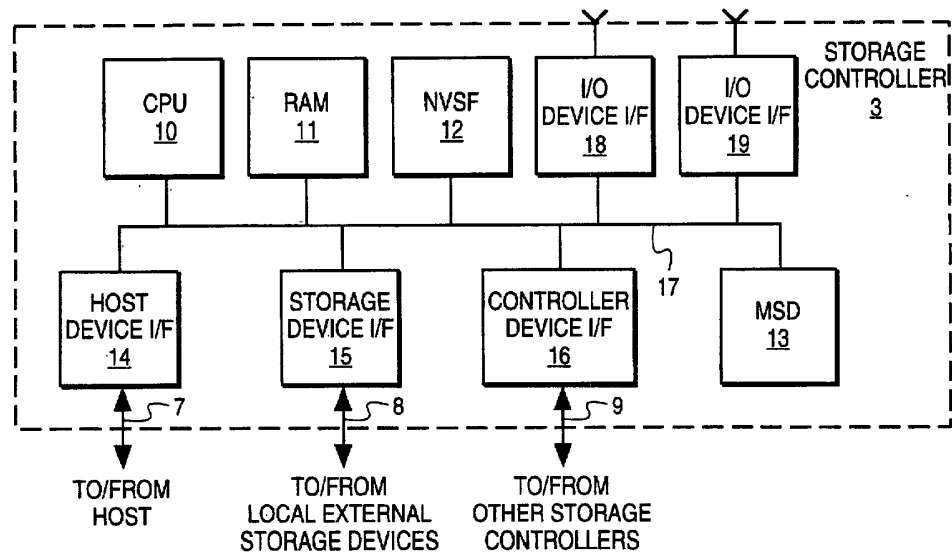 STORAGE
CONTROLLER
3
CPU
10
RAM
11
NVSF
12
I/O
DEVICE I/F
18
I/O
DEVICE I/F
19
17
HOST
DEVICE I/F
14
STORAGE
DEVICE I/F
15
CONTROLLER
DEVICE I/F
16
MSD
13
7
8
9
TO/FROM
HOST
TO/FROM
LOCAL EXTERNAL
STORAGE DEVICES
TO/FROM
OTHER STORAGE
CONTROLLERS